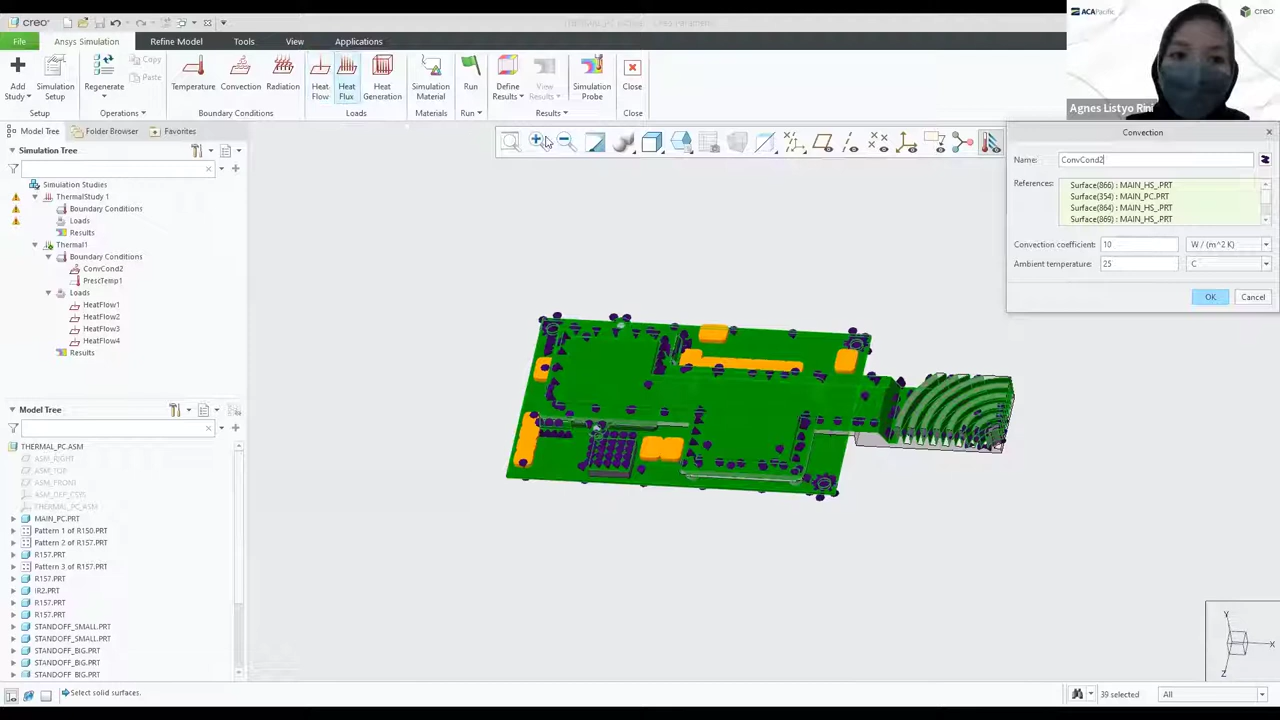 creo
File
Ansys Simulation
Refine Model
Tools
View
Applications
Add Study
Simulation Setup
Regenerate
Copy
Paste
Temperature
Convection
Radiation
Heat Flow
Heat Flux
Heat Generation
Simulation Material
Run
Define Results
View Results
Simulation Probe
Close
Setup
Operations
Boundary Conditions
Loads
Materials
Run
Results
Close
ACAPacific
creo
Agnes Listyo Rini
Model Tree
Folder Browser
Favorites
Simulation Tree
Simulation Studies
ThermalStudy 1
Boundary Conditions
Loads
Results
Thermal1
Boundary Conditions
ConvCond2
PrescTemp1
Loads
HeatFlow1
HeatFlow2
HeatFlow3
HeatFlow4
Results
Model Tree
THERMAL_PC.ASM
ASM_RIGHT
ASM_TOP
ASM_FRONT
ASM_DEF_CSYS
THERMAL_PC_ASM
MAIN_PC.PRT
Pattern 1 of R150.PRT
Pattern 2 of R157.PRT
R157.PRT
Pattern 3 of R157.PRT
R157.PRT
IR2.PRT
R157.PRT
R157.PRT
STANDOFF_SMALL.PRT
STANDOFF_SMALL.PRT
STANDOFF_BIG.PRT
STANDOFF_BIG.PRT
STANDOFF_BIG.PRT
Convection
Name: ConvCond2
References:
Surface(866) : MAIN_HS_.PRT
Surface(354) : MAIN_PC.PRT
Surface(864) : MAIN_HS_.PRT
Surface(869) : MAIN_HS_.PRT
Convection coefficient: 10 W / (m^2 K)
Ambient temperature: 25 C
OK
Cancel
Y
X
Z
Select solid surfaces.
39 selected
All